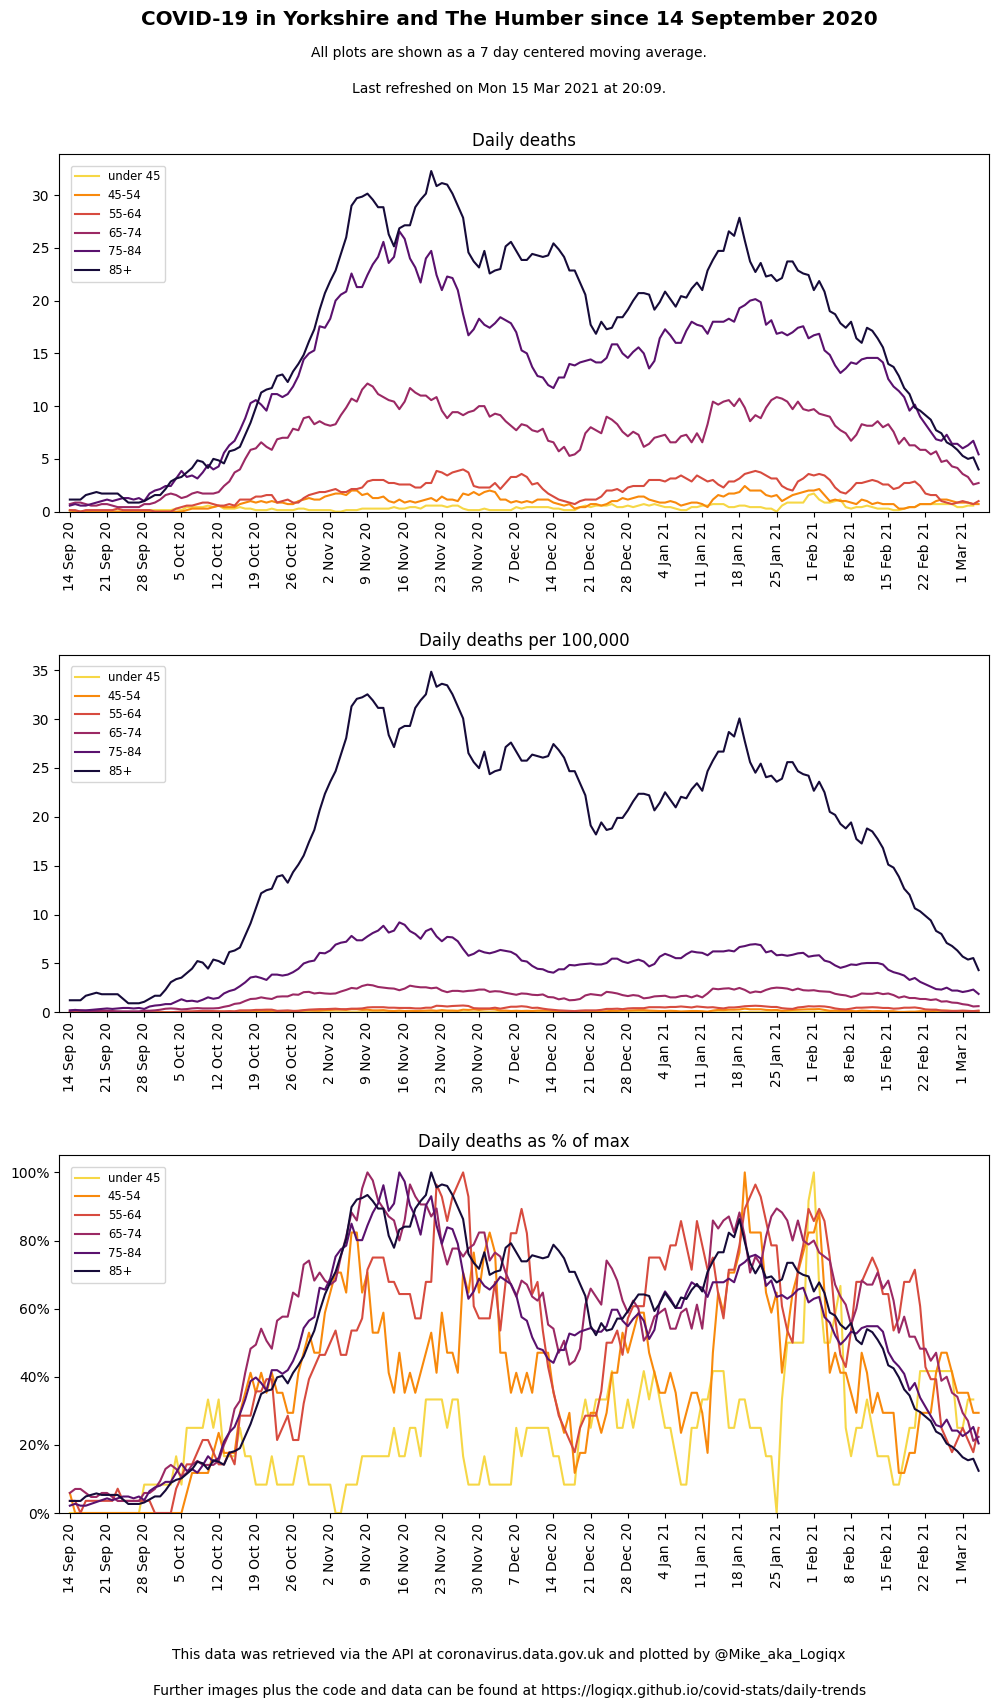 COVID-19 in Yorkshire and The Humber since 14 September 2020
All plots are shown as a 7 day centered moving average.
Last refreshed on Mon 15 Mar 2021 at 20:09.
Daily deaths
under 45
45-54
55-64
65-74
75-84
85+
30
25
20
15
10
5
0
14 Sep 20
21 Sep 20
28 Sep 20
5 Oct 20
12 Oct 20
19 Oct 20
26 Oct 20
2 Nov 20
9 Nov 20
16 Nov 20
23 Nov 20
30 Nov 20
7 Dec 20
14 Dec 20
21 Dec 20
28 Dec 20
4 Jan 21
11 Jan 21
18 Jan 21
25 Jan 21
1 Feb 21
8 Feb 21
15 Feb 21
22 Feb 21
1 Mar 21
Daily deaths per 100,000
under 45
45-54
55-64
65-74
75-84
85+
35
30
25
20
15
10
5
0
14 Sep 20
21 Sep 20
28 Sep 20
5 Oct 20
12 Oct 20
19 Oct 20
26 Oct 20
2 Nov 20
9 Nov 20
16 Nov 20
23 Nov 20
30 Nov 20
7 Dec 20
14 Dec 20
21 Dec 20
28 Dec 20
4 Jan 21
11 Jan 21
18 Jan 21
25 Jan 21
1 Feb 21
8 Feb 21
15 Feb 21
22 Feb 21
1 Mar 21
Daily deaths as % of max
under 45
45-54
55-64
65-74
75-84
85+
100%
80%
60%
40%
20%
0%
14 Sep 20
21 Sep 20
28 Sep 20
5 Oct 20
12 Oct 20
19 Oct 20
26 Oct 20
2 Nov 20
9 Nov 20
16 Nov 20
23 Nov 20
30 Nov 20
7 Dec 20
14 Dec 20
21 Dec 20
28 Dec 20
4 Jan 21
11 Jan 21
18 Jan 21
25 Jan 21
1 Feb 21
8 Feb 21
15 Feb 21
22 Feb 21
1 Mar 21
This data was retrieved via the API at coronavirus.data.gov.uk and plotted by @Mike_aka_Logiqx
Further images plus the code and data can be found at https://logiqx.github.io/covid-stats/daily-trends